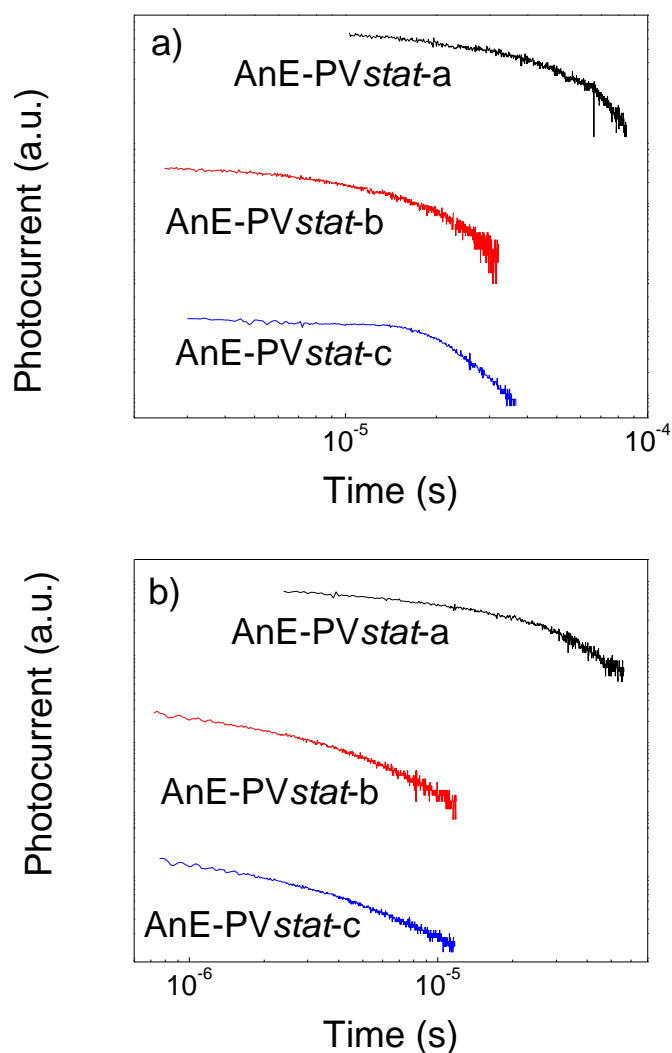 a)
AnE-PVstat-a
AnE-PVstat-b
AnE-PVstat-c
Photocurrent (a.u.)
10^-5
10^-4
Time (s)
b)
AnE-PVstat-a
AnE-PVstat-b
AnE-PVstat-c
Photocurrent (a.u.)
10^-6
10^-5
Time (s)